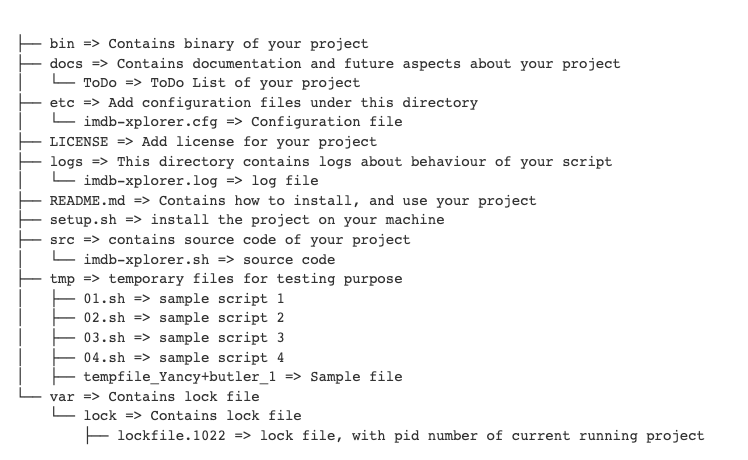 ├── bin => Contains binary of your project
├── docs => Contains documentation and future aspects about your project
│   └── ToDo => ToDo List of your project
├── etc => Add configuration files under this directory
│   └── imdb-xplorer.cfg => Configuration file
├── LICENSE => Add license for your project
├── logs => This directory contains logs about behaviour of your script
│   └── imdb-xplorer.log => log file
├── README.md => Contains how to install, and use your project
├── setup.sh => install the project on your machine
├── src => contains source code of your project
│   └── imdb-xplorer.sh => source code
├── tmp => temporary files for testing purpose
│   ├── 01.sh => sample script 1
│   ├── 02.sh => sample script 2
│   ├── 03.sh => sample script 3
│   ├── 04.sh => sample script 4
│   ├── tempfile_Yancy+butler_1 => Sample file
└── var => Contains lock file
    └── lock => Contains lock file
        ├── lockfile.1022 => lock file, with pid number of current running project